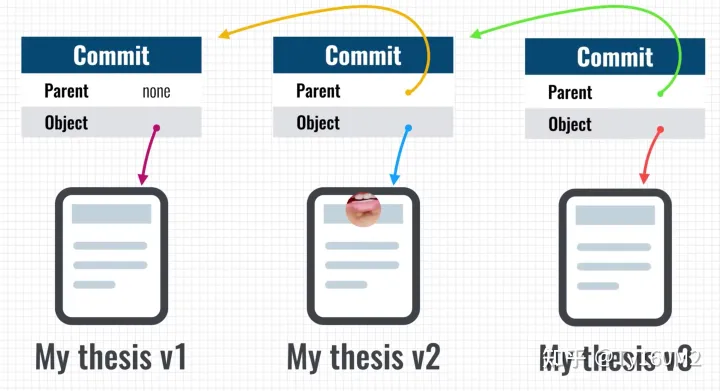 Commit
Parent none
Object
Commit
Parent
Object
Commit
Parent
Object
My thesis v1
My thesis v2
My thesis v3
知乎